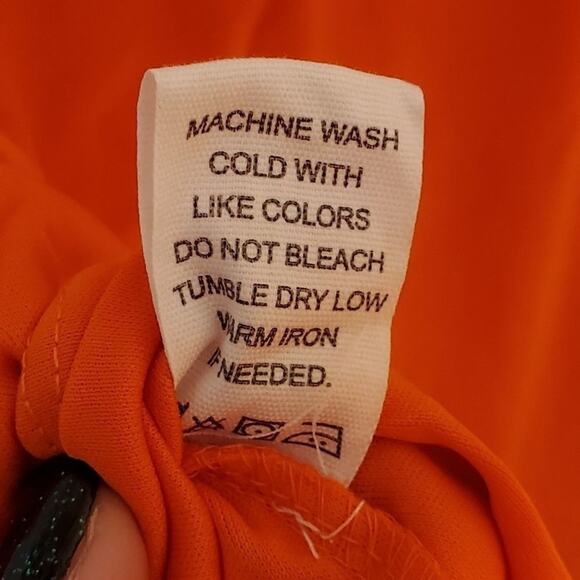 MACHINE WASH
COLD WITH
LIKE COLORS
DO NOT BLEACH
TUMBLE DRY LOW
WARM IRON
IF NEEDED.